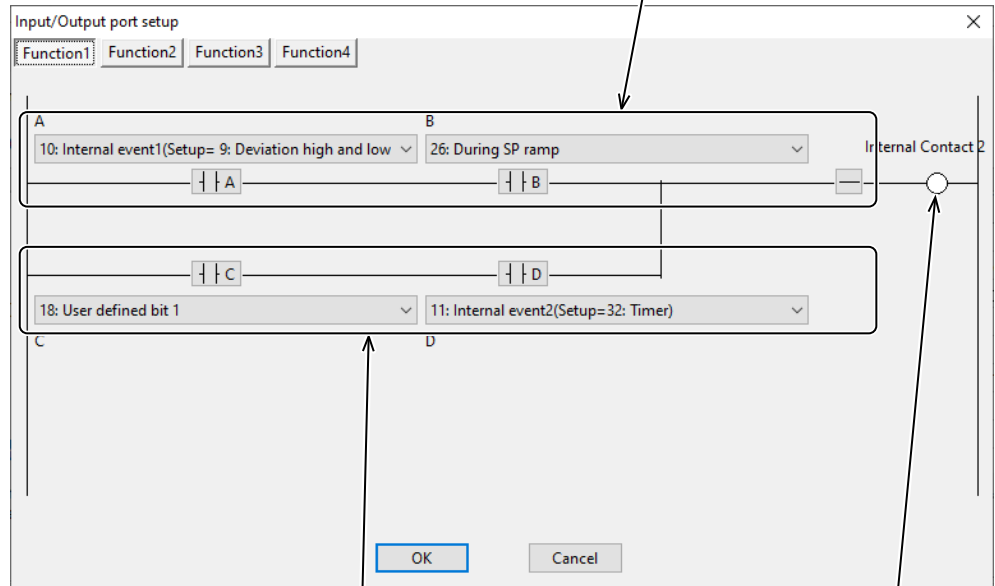 Input/Output port setup
Function1 Function2 Function3 Function4
A B
10: Internal event1(Setup= 9: Deviation high and low 26: During SP ramp Internal Contact 2
A B
C D
18: User defined bit 1 11: Internal event2(Setup=32: Timer)
C D
OK Cancel